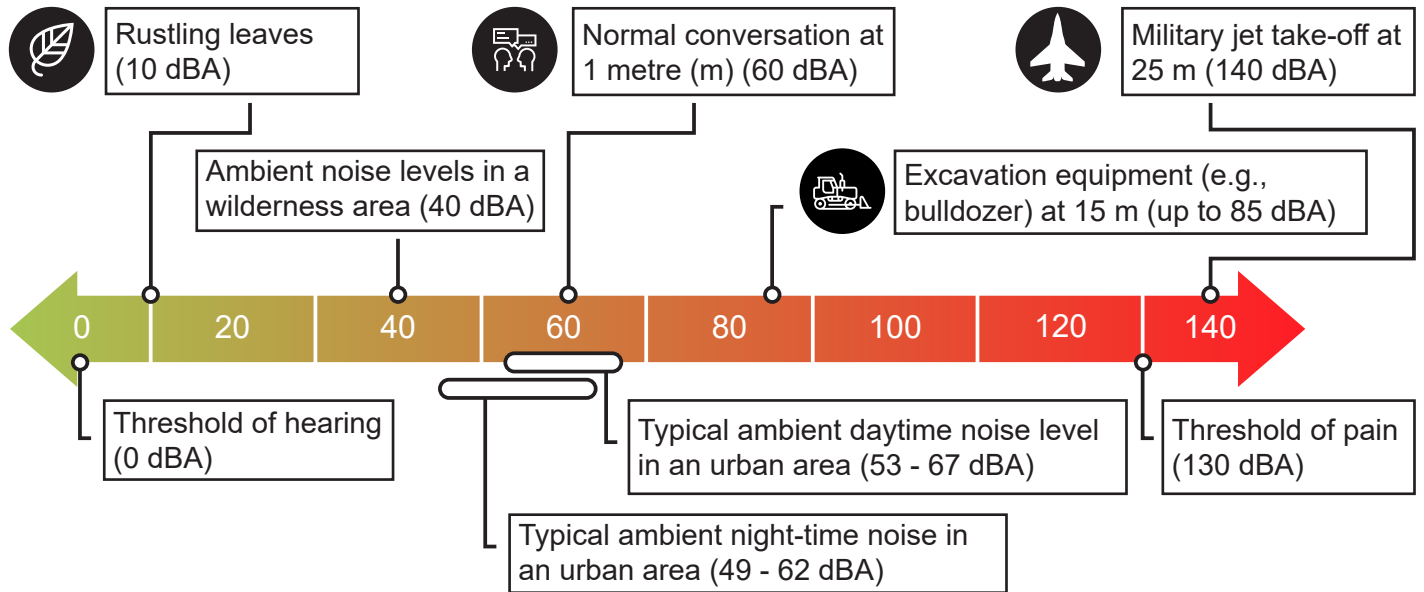 Rustling leaves
(10 dBA)
Normal conversation at
1 metre (m) (60 dBA)
Military jet take-off at
25 m (140 dBA)
Ambient noise levels in a
wilderness area (40 dBA)
Excavation equipment (e.g.,
bulldozer) at 15 m (up to 85 dBA)
0 20 40 60 80 100 120 140
Threshold of hearing
(0 dBA)
Typical ambient daytime noise level
in an urban area (53 - 67 dBA)
Threshold of pain
(130 dBA)
Typical ambient night-time noise in
an urban area (49 - 62 dBA)